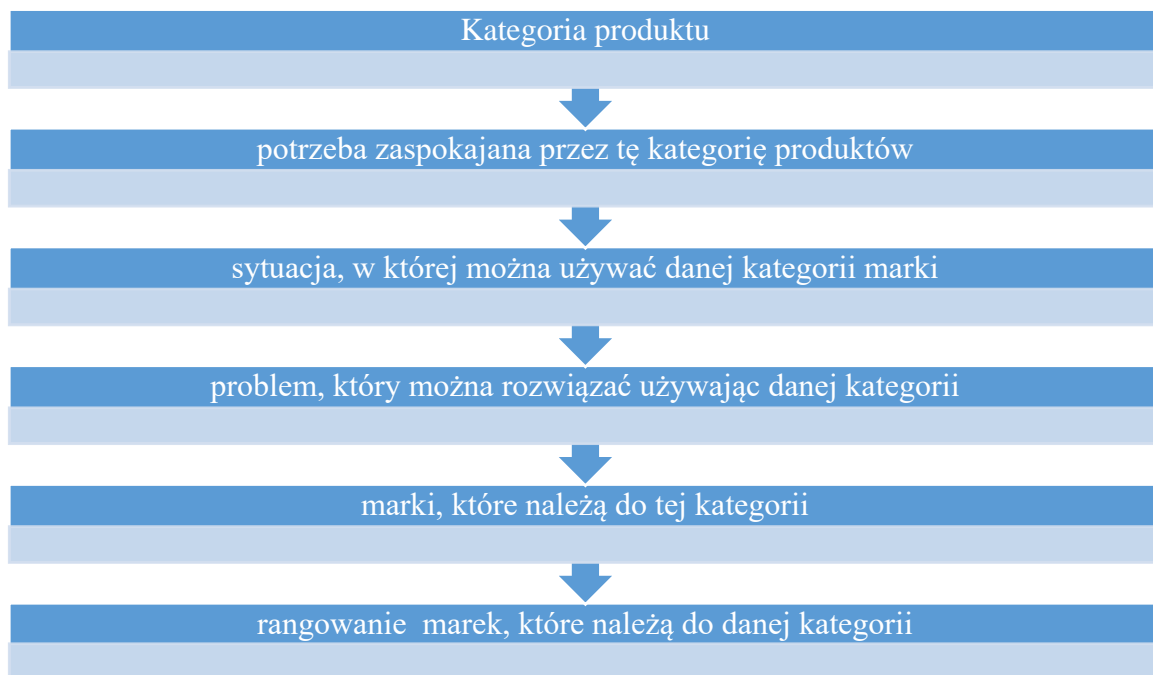 Kategoria produktu
potrzeba zaspokajana przez tę kategorię produktów
sytuacja, w której można używać danej kategorii marki
problem, który można rozwiązać używając danej kategorii
marki, które należą do tej kategorii
rangowanie marek, które należą do danej kategorii